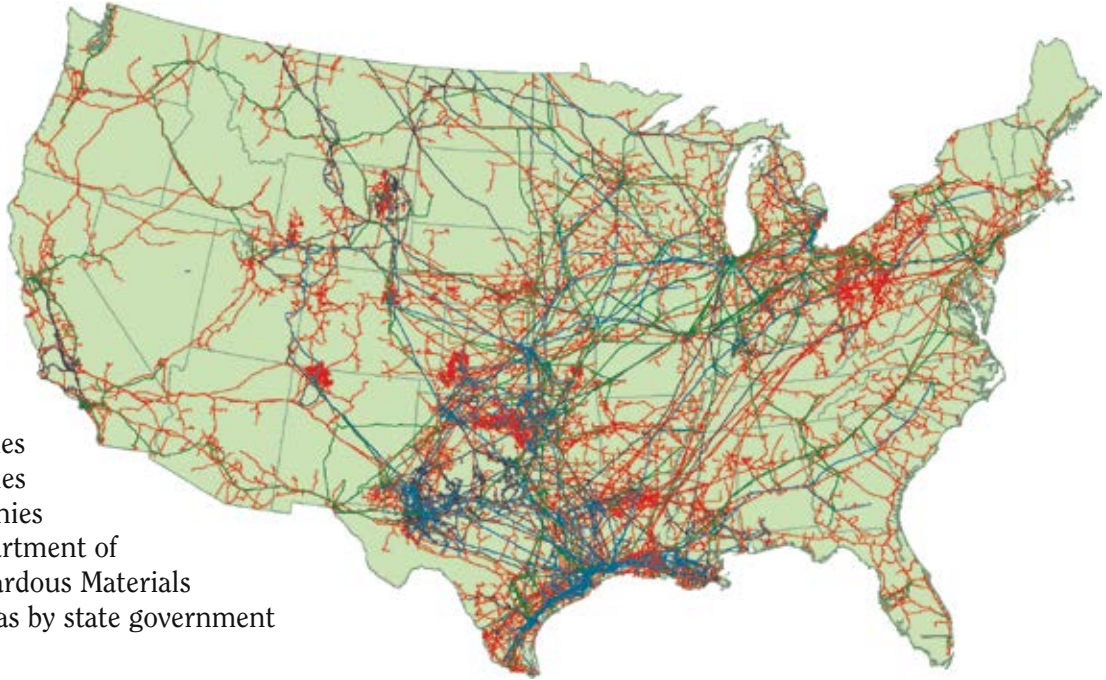 es
es
nies
artment of
ardous Materials
as by state government